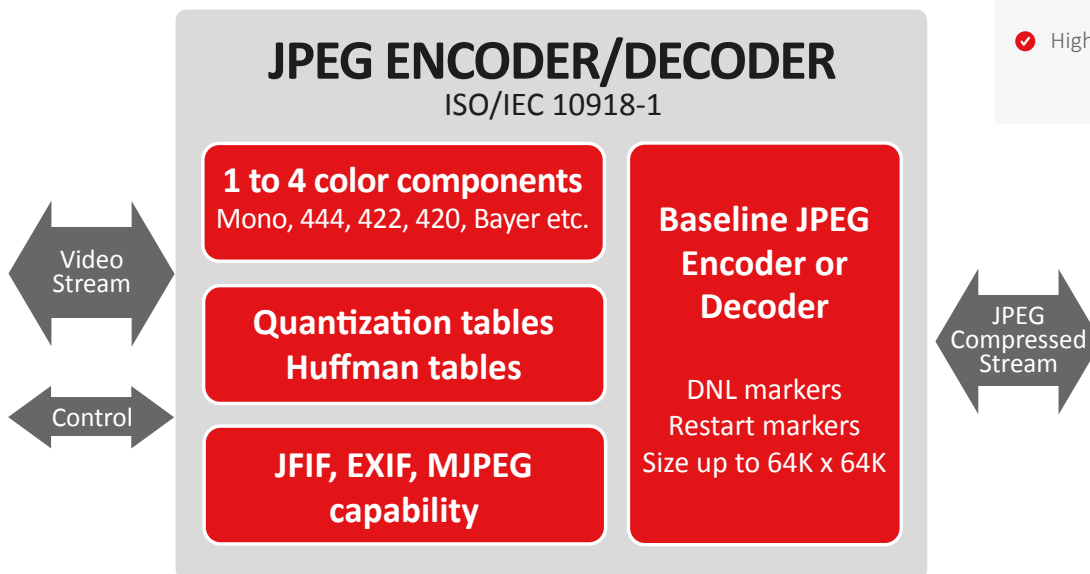 High
JPEG ENCODER/DECODER
ISO/IEC 10918-1
1 to 4 color components
Mono, 444, 422, 420, Bayer etc.
Quantization tables
Huffman tables
JFIF, EXIF, MJPEG
capability
Baseline JPEG
Encoder or
Decoder
DNL markers
Restart markers
Size up to 64K x 64K
Video
Stream
Control
JPEG
Compressed
Stream